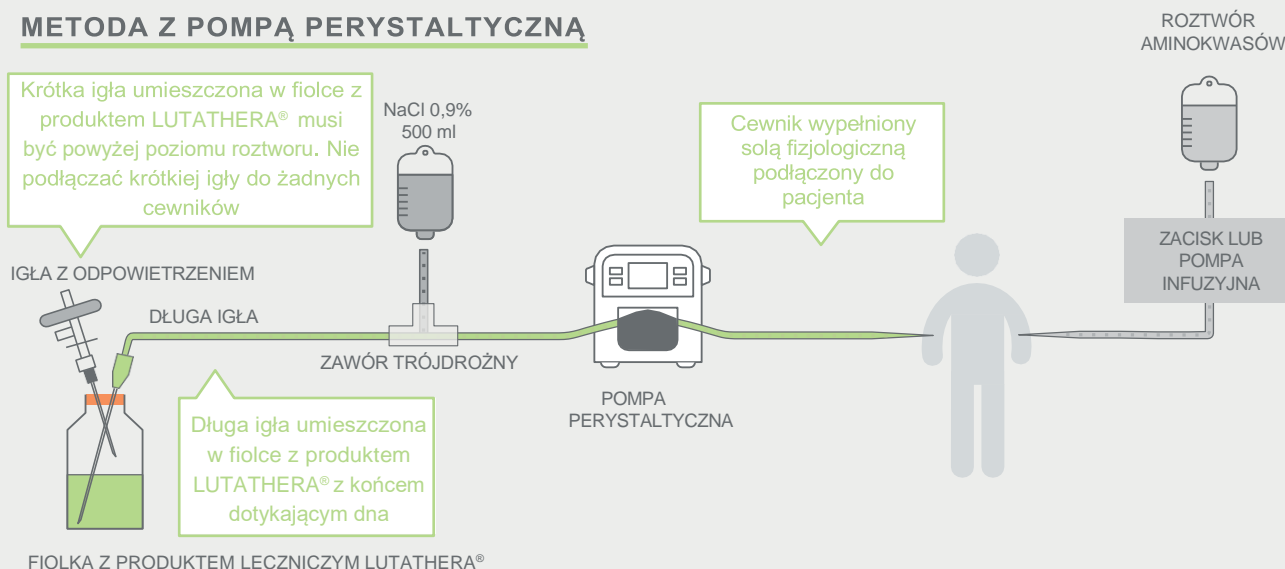 METODA Z POMPĄ PERYSTALTYCZNĄ
Krótka igła umieszczona w fiolce z
produktem LUTATHERA® musi
być powyżej poziomu roztworu. Nie
podłączać krótkiej igły do żadnych
cewników
NaCl 0,9%
500 ml
Cewnik wypełniony
solą fizjologiczną
podłączony do
pacjenta
ROZTWÓR
AMINOKWASÓW
ZACISK LUB
POMPA
INFUZYJNA
IGŁA Z ODPOWIETRZENIEM
DŁUGA IGŁA
ZAWÓR TRÓJDROŻNY
POMPA
PERYSTALTYCZNA
Długa igła umieszczona
w fiolce z produktem
LUTATHERA® z końcem
dotykającym dna
FIOLKA Z PRODUKTEM LECZNICZYM LUTATHERA®